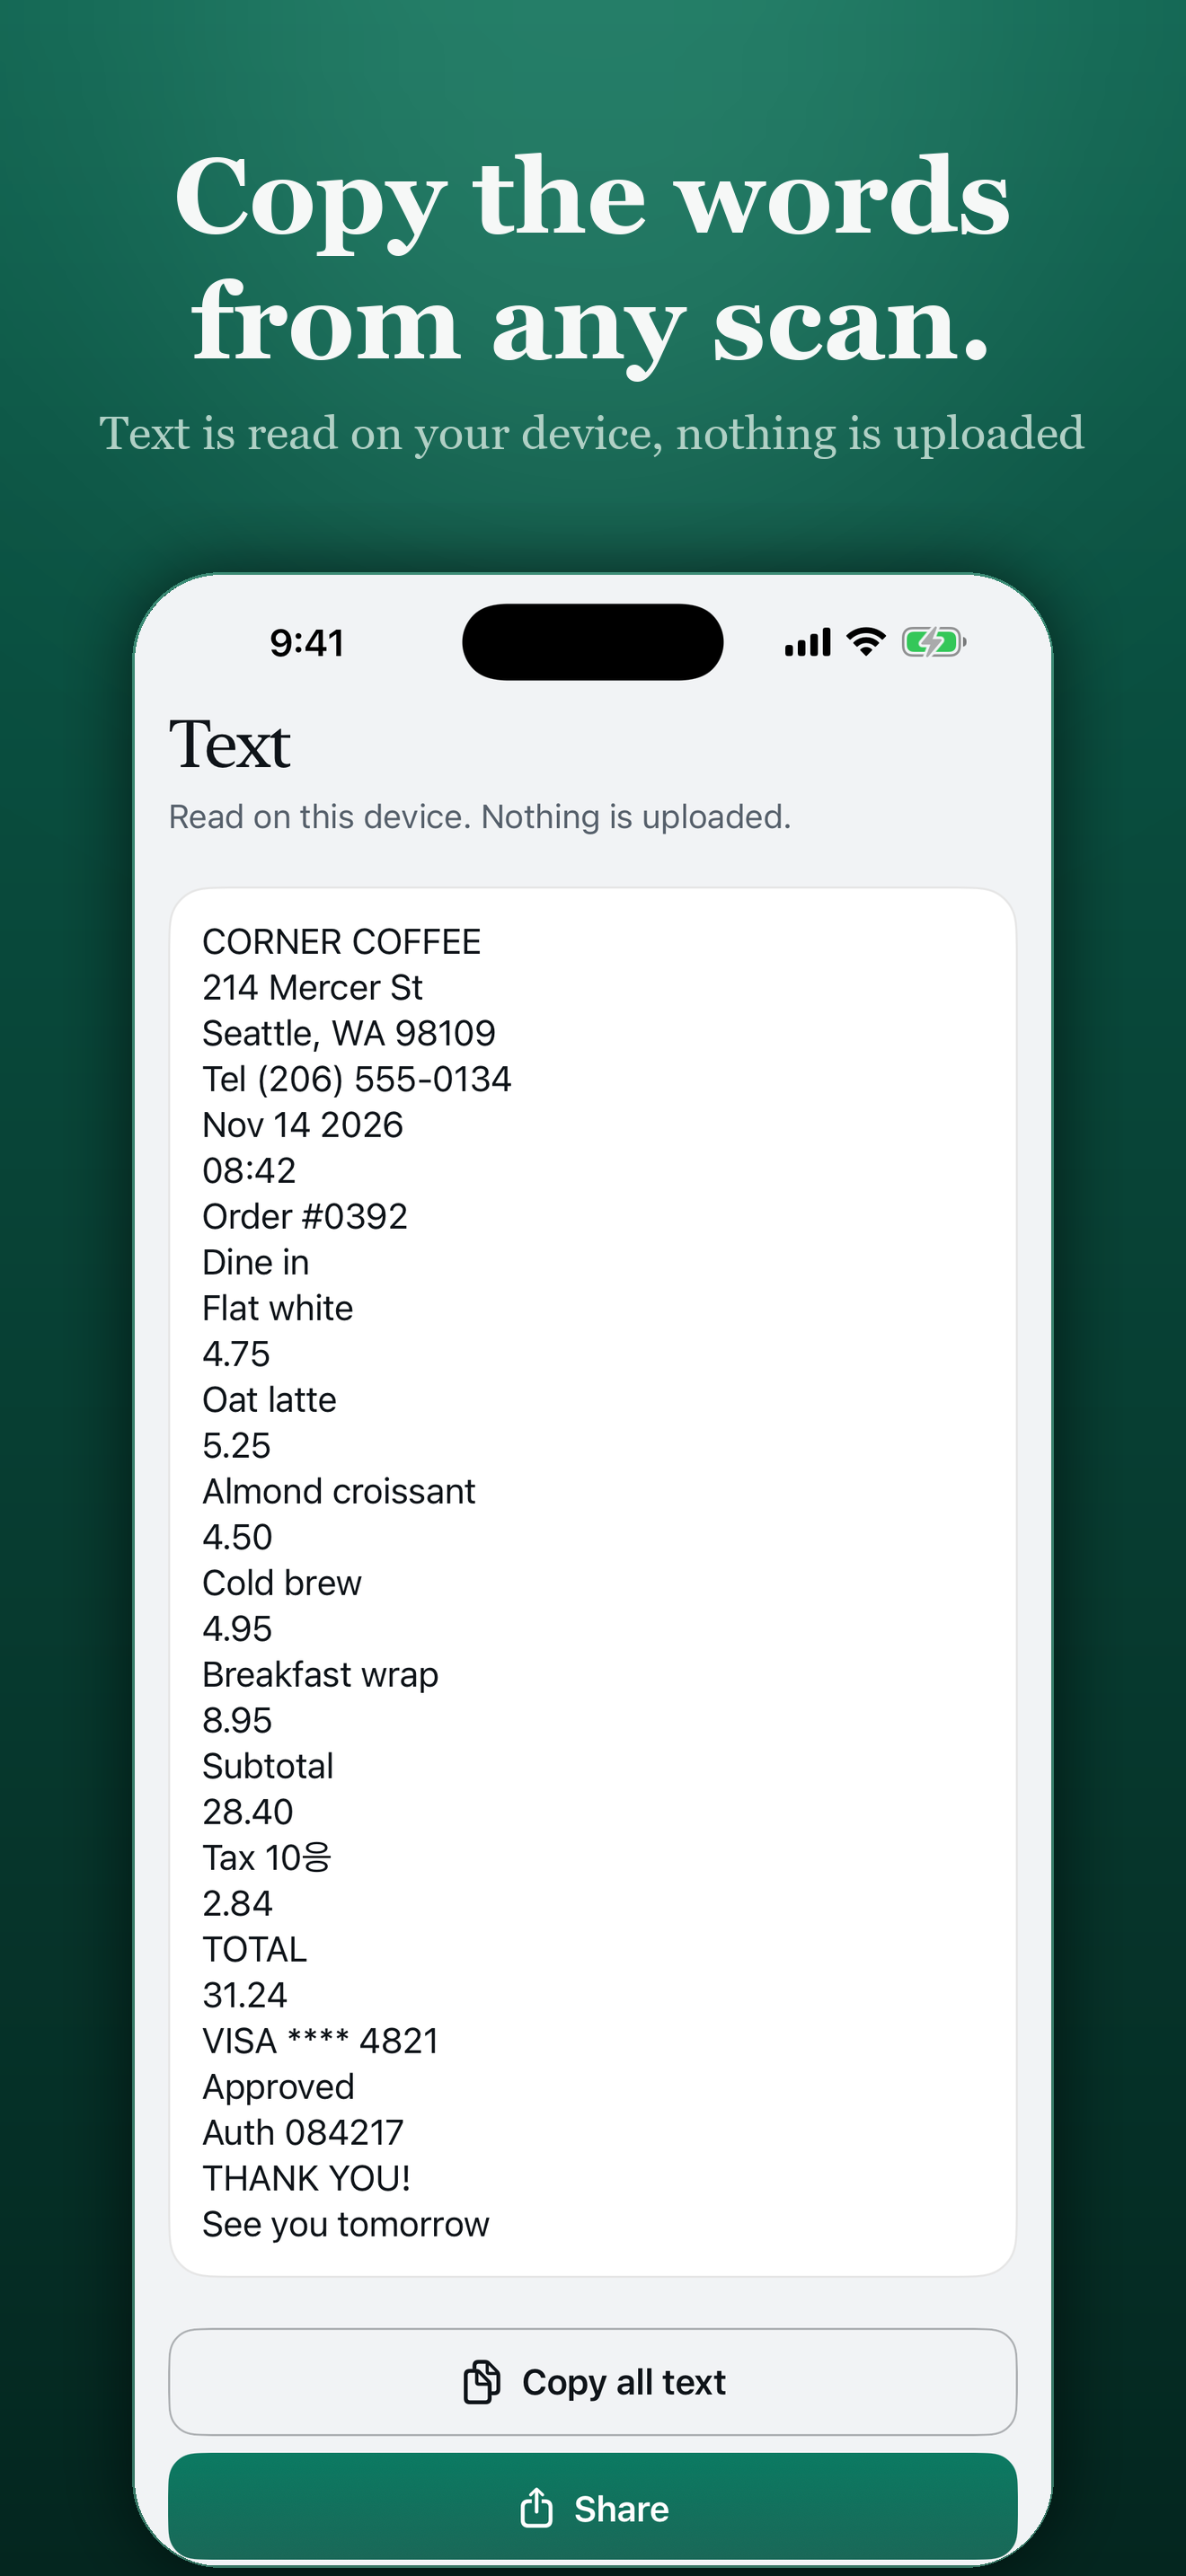 Copy the words
from any scan.
Text is read on your device, nothing is uploaded
9:41
Text
Read on this device. Nothing is uploaded.
CORNER COFFEE
214 Mercer St
Seattle, WA 98109
Tel (206) 555-0134
Nov 14 2026
08:42
Order #0392
Dine in
Flat white
4.75
Oat latte
5.25
Almond croissant
4.50
Cold brew
4.95
Breakfast wrap
8.95
Subtotal
28.40
Tax 10응
2.84
TOTAL
31.24
VISA **** 4821
Approved
Auth 084217
THANK YOU!
See you tomorrow
Copy all text
Share